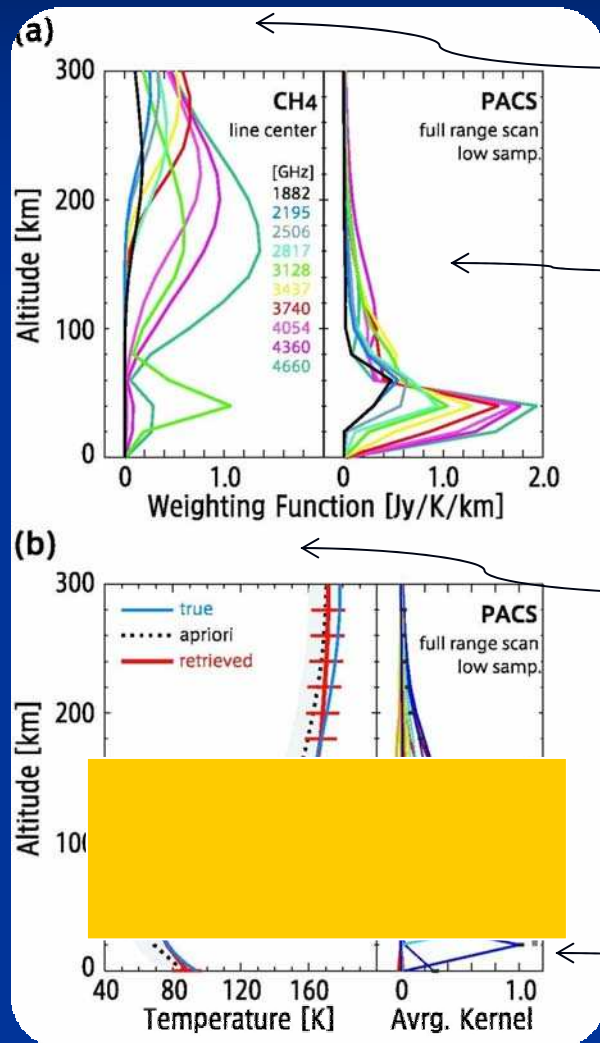 (a)
300
200
100
0
Altitude [km]
CH4
line center
[GHz]
1882
2195
2506
2817
3128
3437
3740
4054
4360
4660
PACS
full range scan
low samp.
0
1.0
0
1.0
2.0
Weighting Function [Jy/K/km]
(b)
300
200
100
0
Altitude [km]
true
apriori
retrieved
PACS
full range scan
low samp.
40
80
120
160
0
1.0
Temperature [K]
Avrg. Kernel